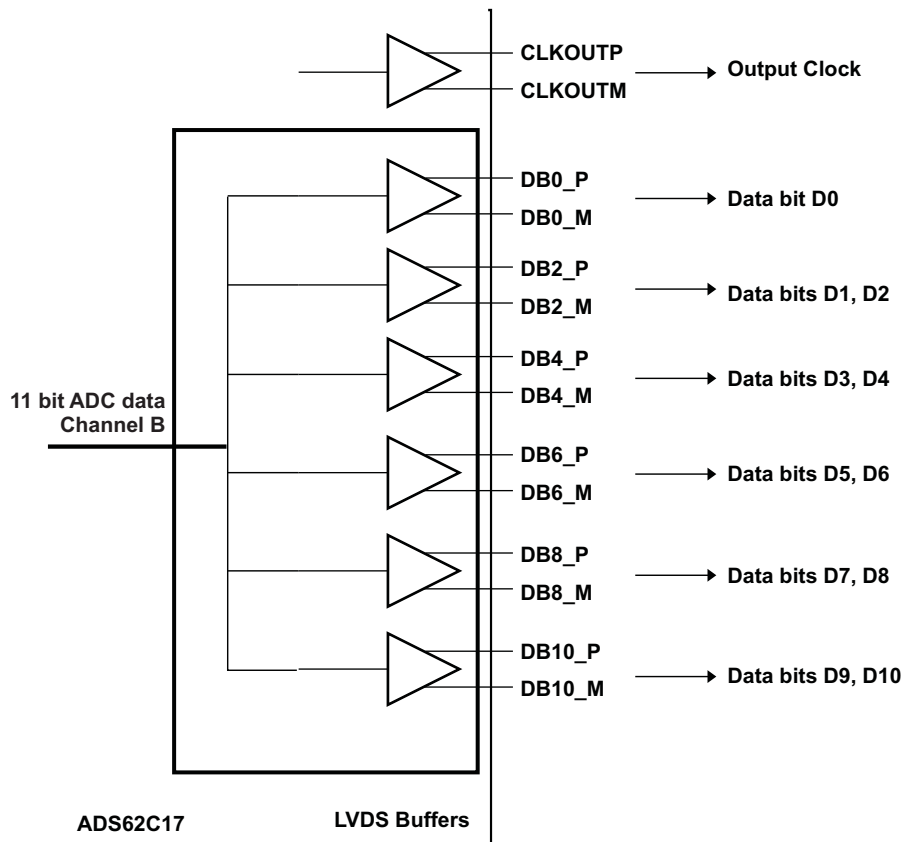 CLKOUTP
CLKOUTM
Output Clock
DB0_P
DB0_M
Data bit D0
DB2_P
DB2_M
Data bits D1, D2
DB4_P
DB4_M
Data bits D3, D4
11 bit ADC data
Channel B
DB6_P
DB6_M
Data bits D5, D6
DB8_P
DB8_M
Data bits D7, D8
DB10_P
DB10_M
Data bits D9, D10
ADS62C17
LVDS Buffers